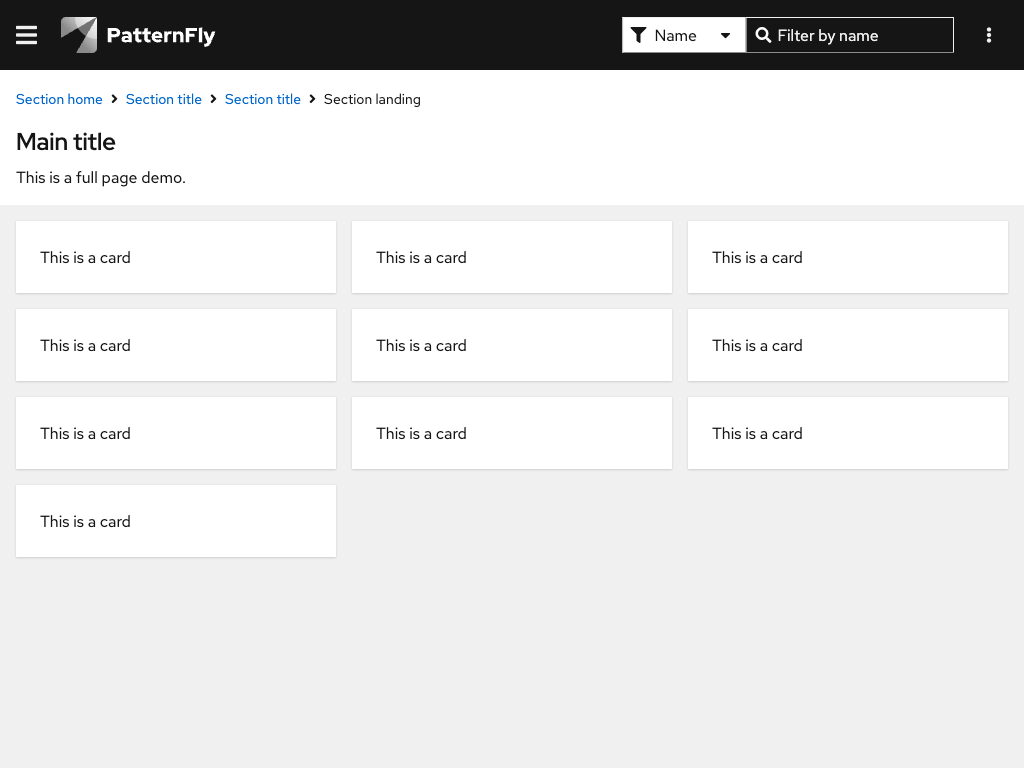 PatternFly
Name
Filter by name
Section home Section title Section title Section landing
Main title
This is a full page demo.
This is a card This is a card This is a card
This is a card This is a card This is a card
This is a card This is a card This is a card
This is a card